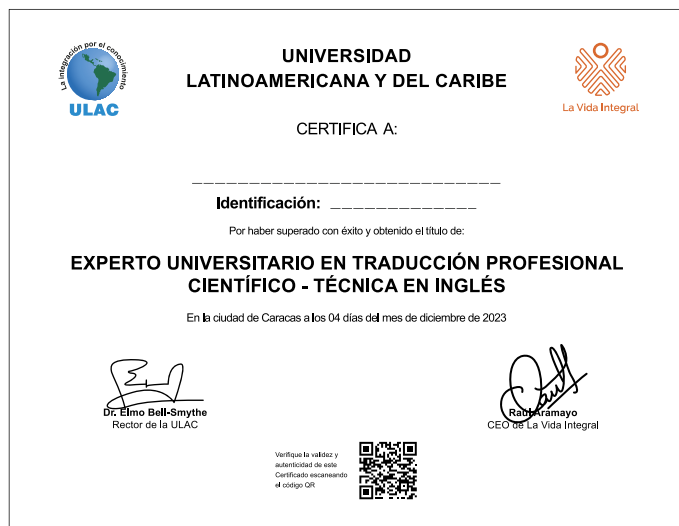 La integración por el conocimiento
ULAC
UNIVERSIDAD
LATINOAMERICANA Y DEL CARIBE
La Vida Integral
CERTIFICA A:
Identificación:
Por haber superado con éxito y obtenido el título de:
EXPERTO UNIVERSITARIO EN TRADUCCIÓN PROFESIONAL
CIENTÍFICO - TÉCNICA EN INGLÉS
En la ciudad de Caracas a los 04 días del mes de diciembre de 2023
Dr. Elmo Bell-Smythe
Rector de la ULAC
Raúl Aramayo
CEO de La Vida Integral
Verifique la validez y
autenticidad de este
Certificado escaneando
el código QR